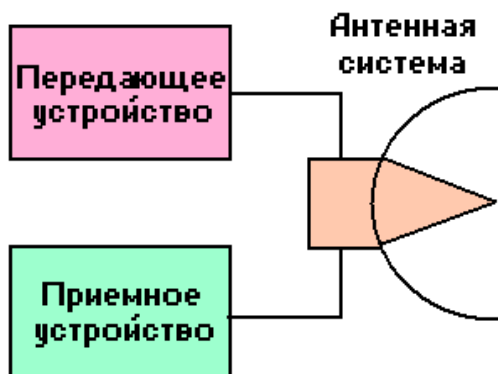 Антенная
система
Передающее
устройство
Приемное
устройство